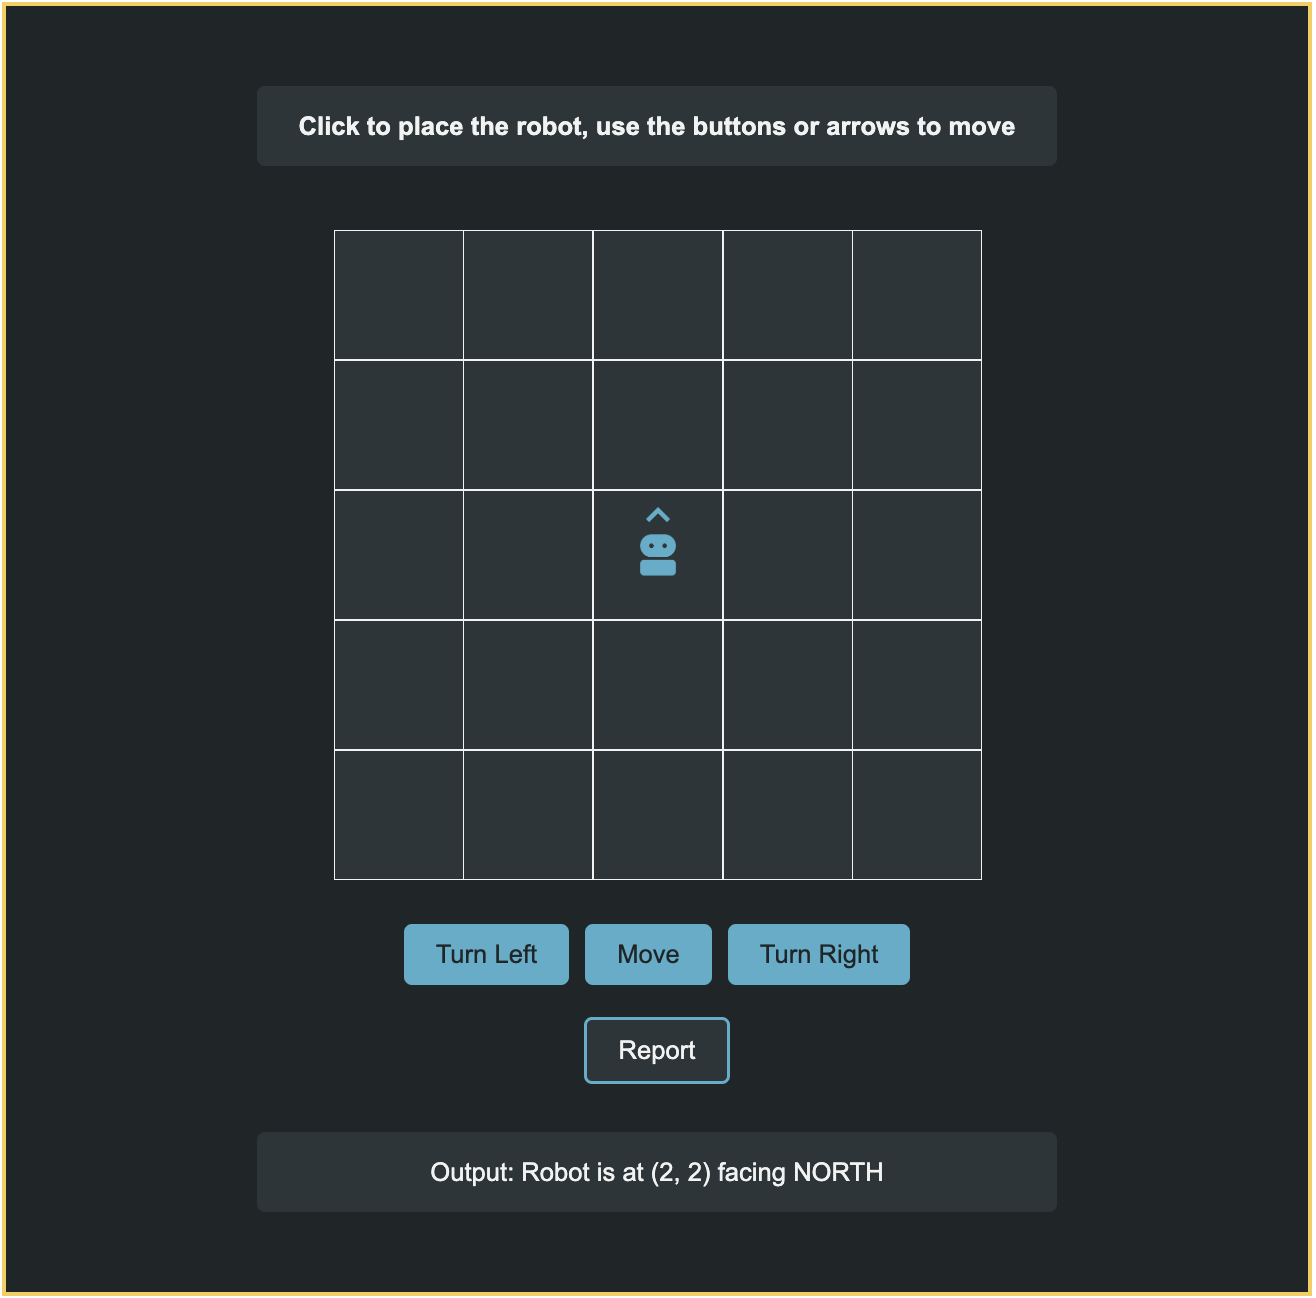 Click to place the robot, use the buttons or arrows to move
Turn Left
Move
Turn Right
Report
Output: Robot is at (2, 2) facing NORTH